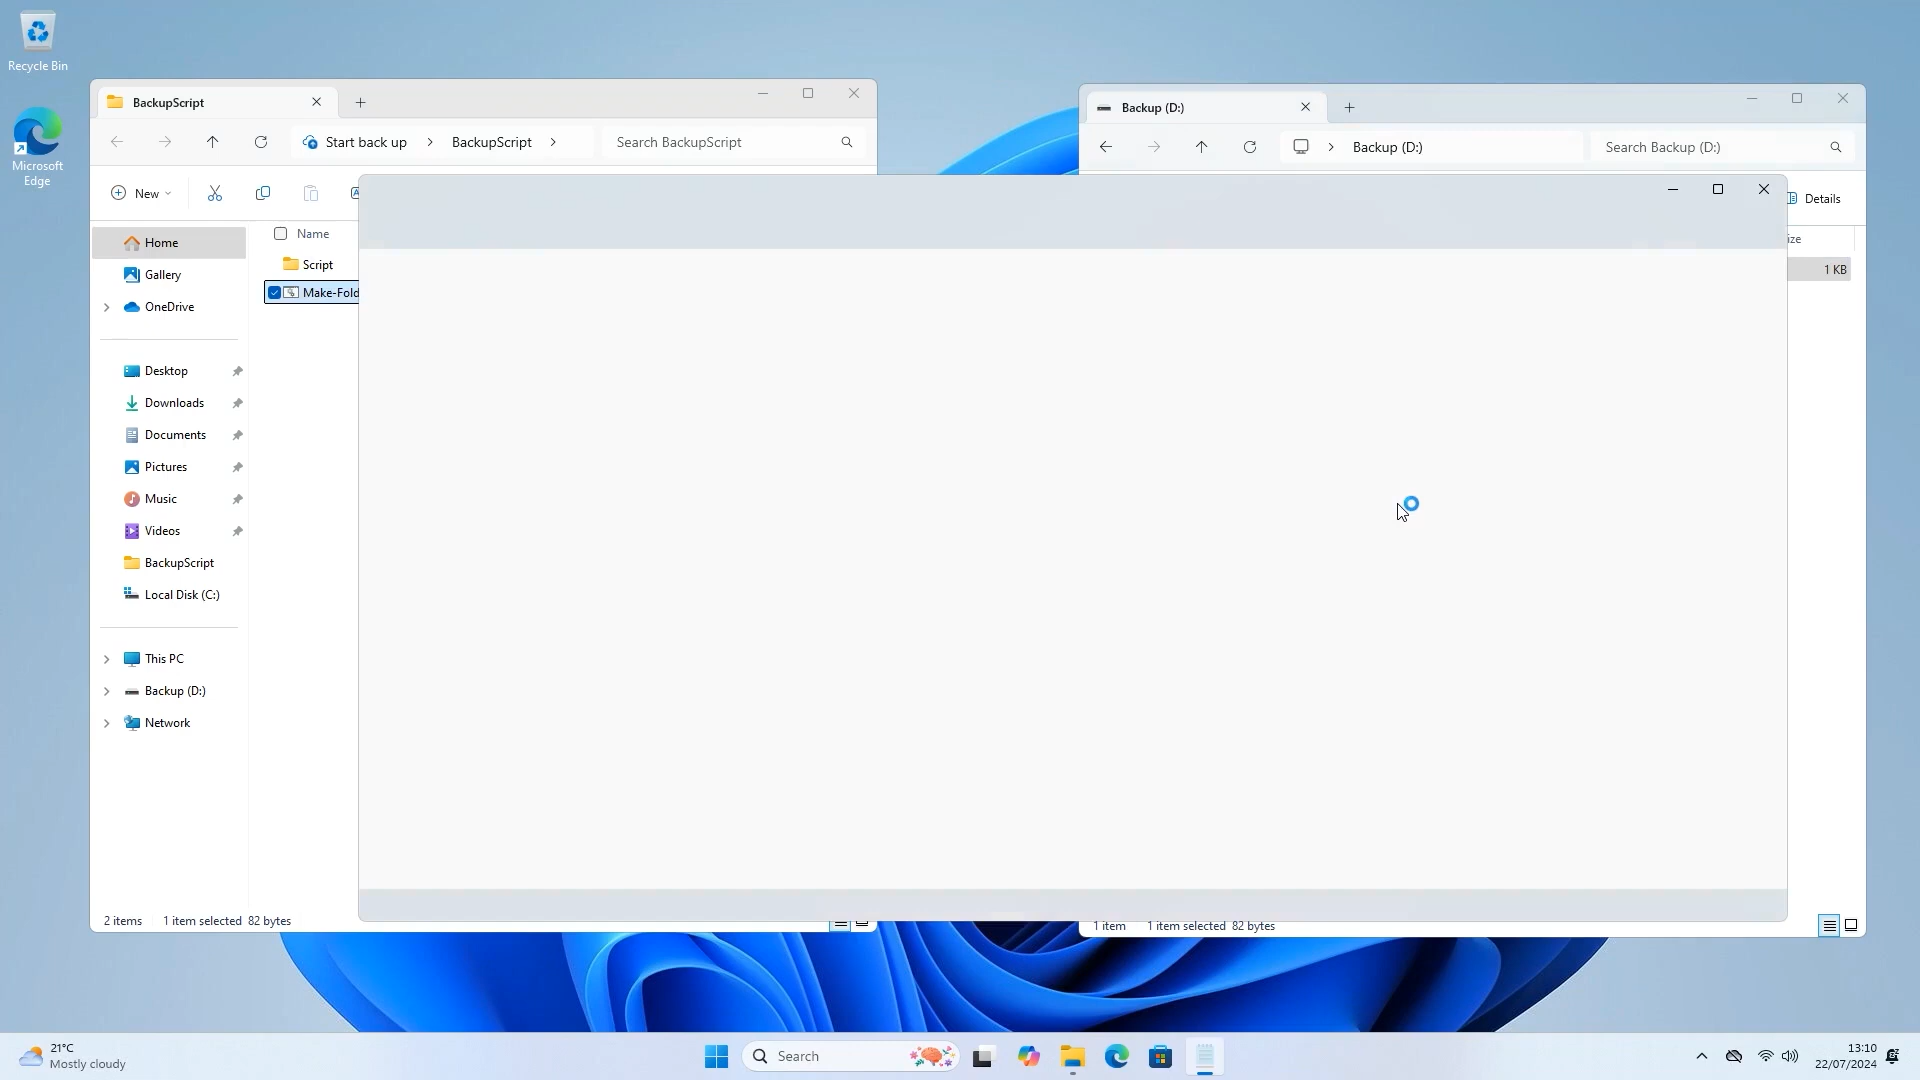 Recycle Bin
Microsoft
Edge
BackupScript
Start back up
BackupScript
Search BackupScript
New
Name
Home
Gallery
OneDrive
Script
Make-Fold
Desktop
Downloads
Documents
Pictures
Music
Videos
BackupScript
Local Disk (C:)
This PC
Backup (D:)
Network
2 items 1 item selected 82 bytes
Backup (D:)
Backup (D:)
Search Backup (D:)
Details
ize
1 KB
1 item 1 item selected 82 bytes
21°C
Mostly cloudy
Search
13:10
22/07/2024